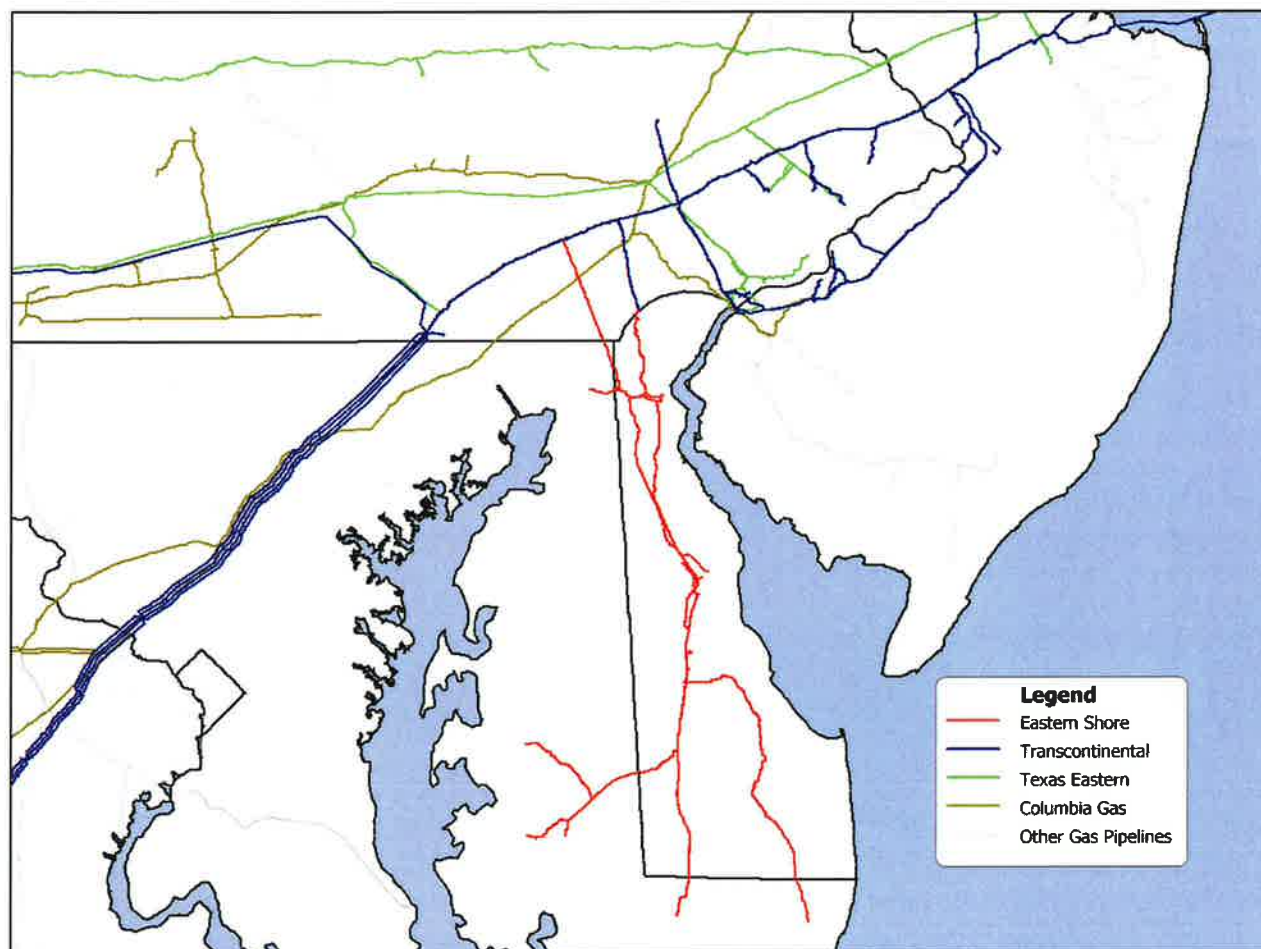 Legend
Eastern Shore
Transcontinental
Texas Eastern
Columbia Gas
Other Gas Pipelines